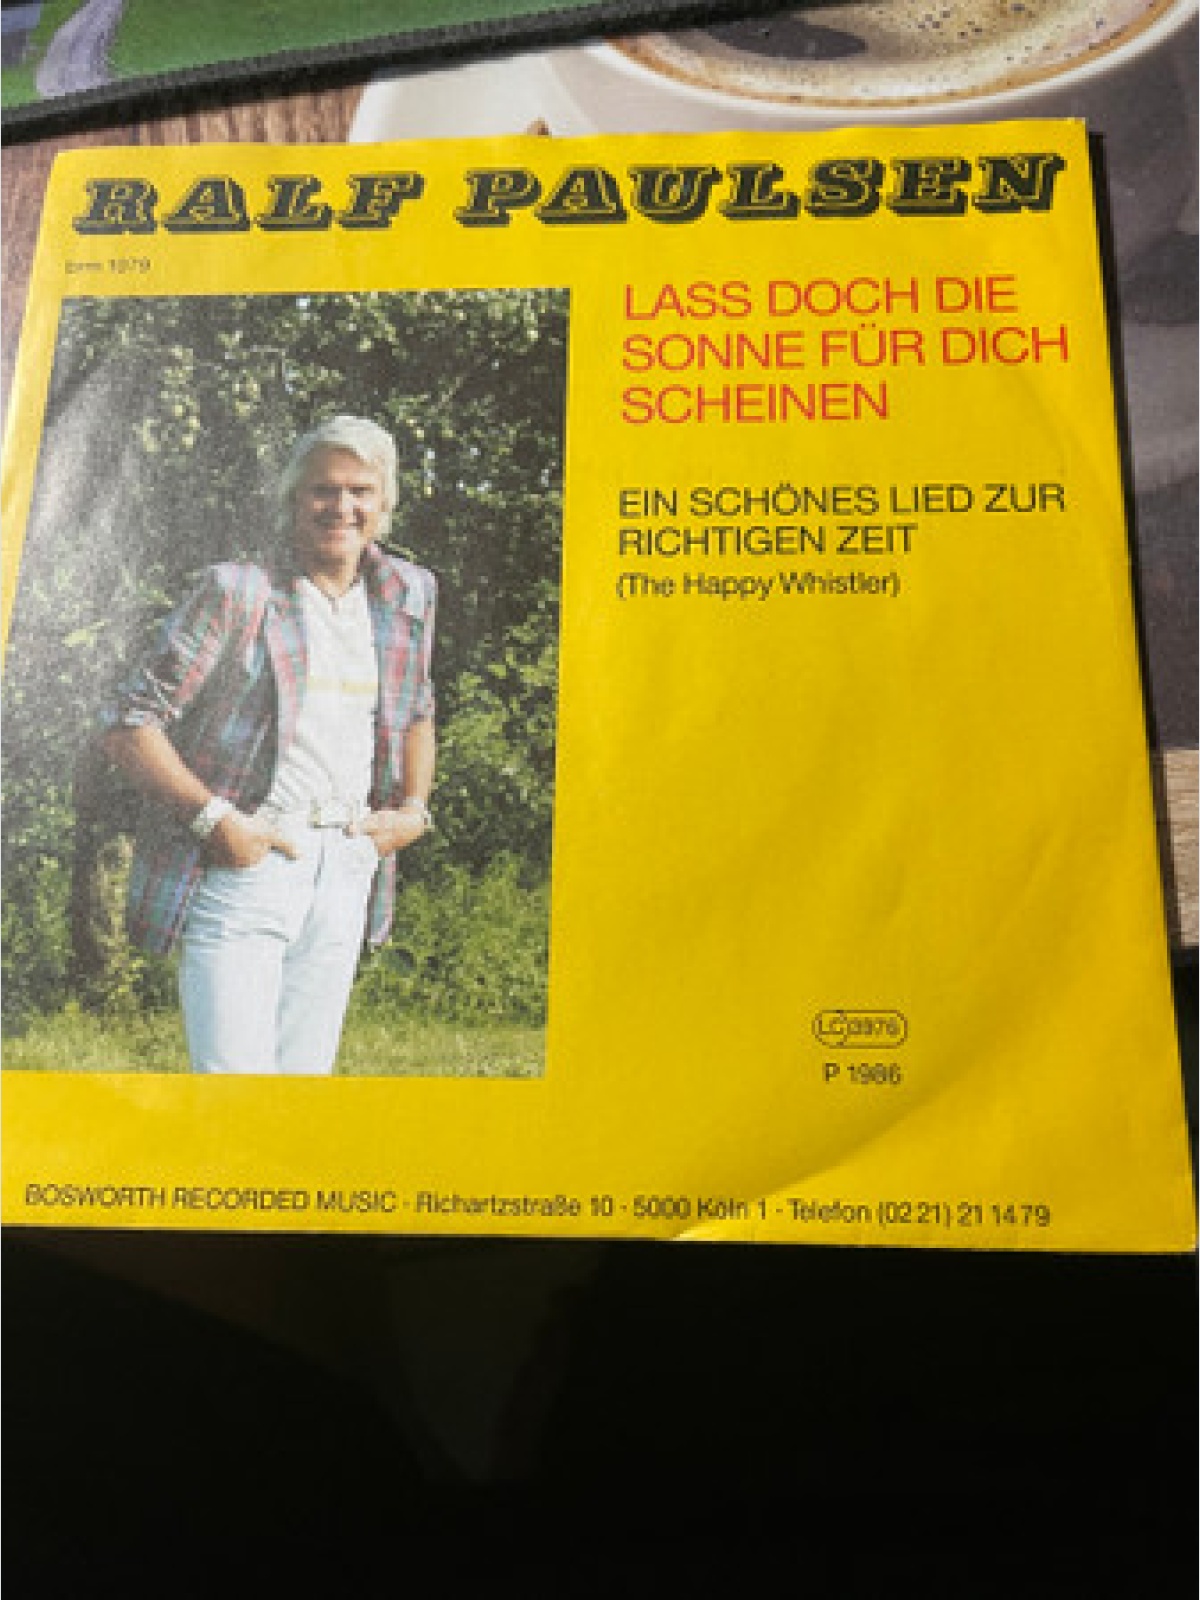 RALF PAULSEN
brm 1979
LASS DOCH DIE
SONNE FÜR DICH
SCHEINEN
EIN SCHÖNES LIED ZUR
RICHTIGEN ZEIT
(The Happy Whistler)
LC 3976
P 1986
BOSWORTH RECORDED MUSIC · Richartzstraße 10 · 5000 Köln 1 · Telefon (02 21) 21 14 79